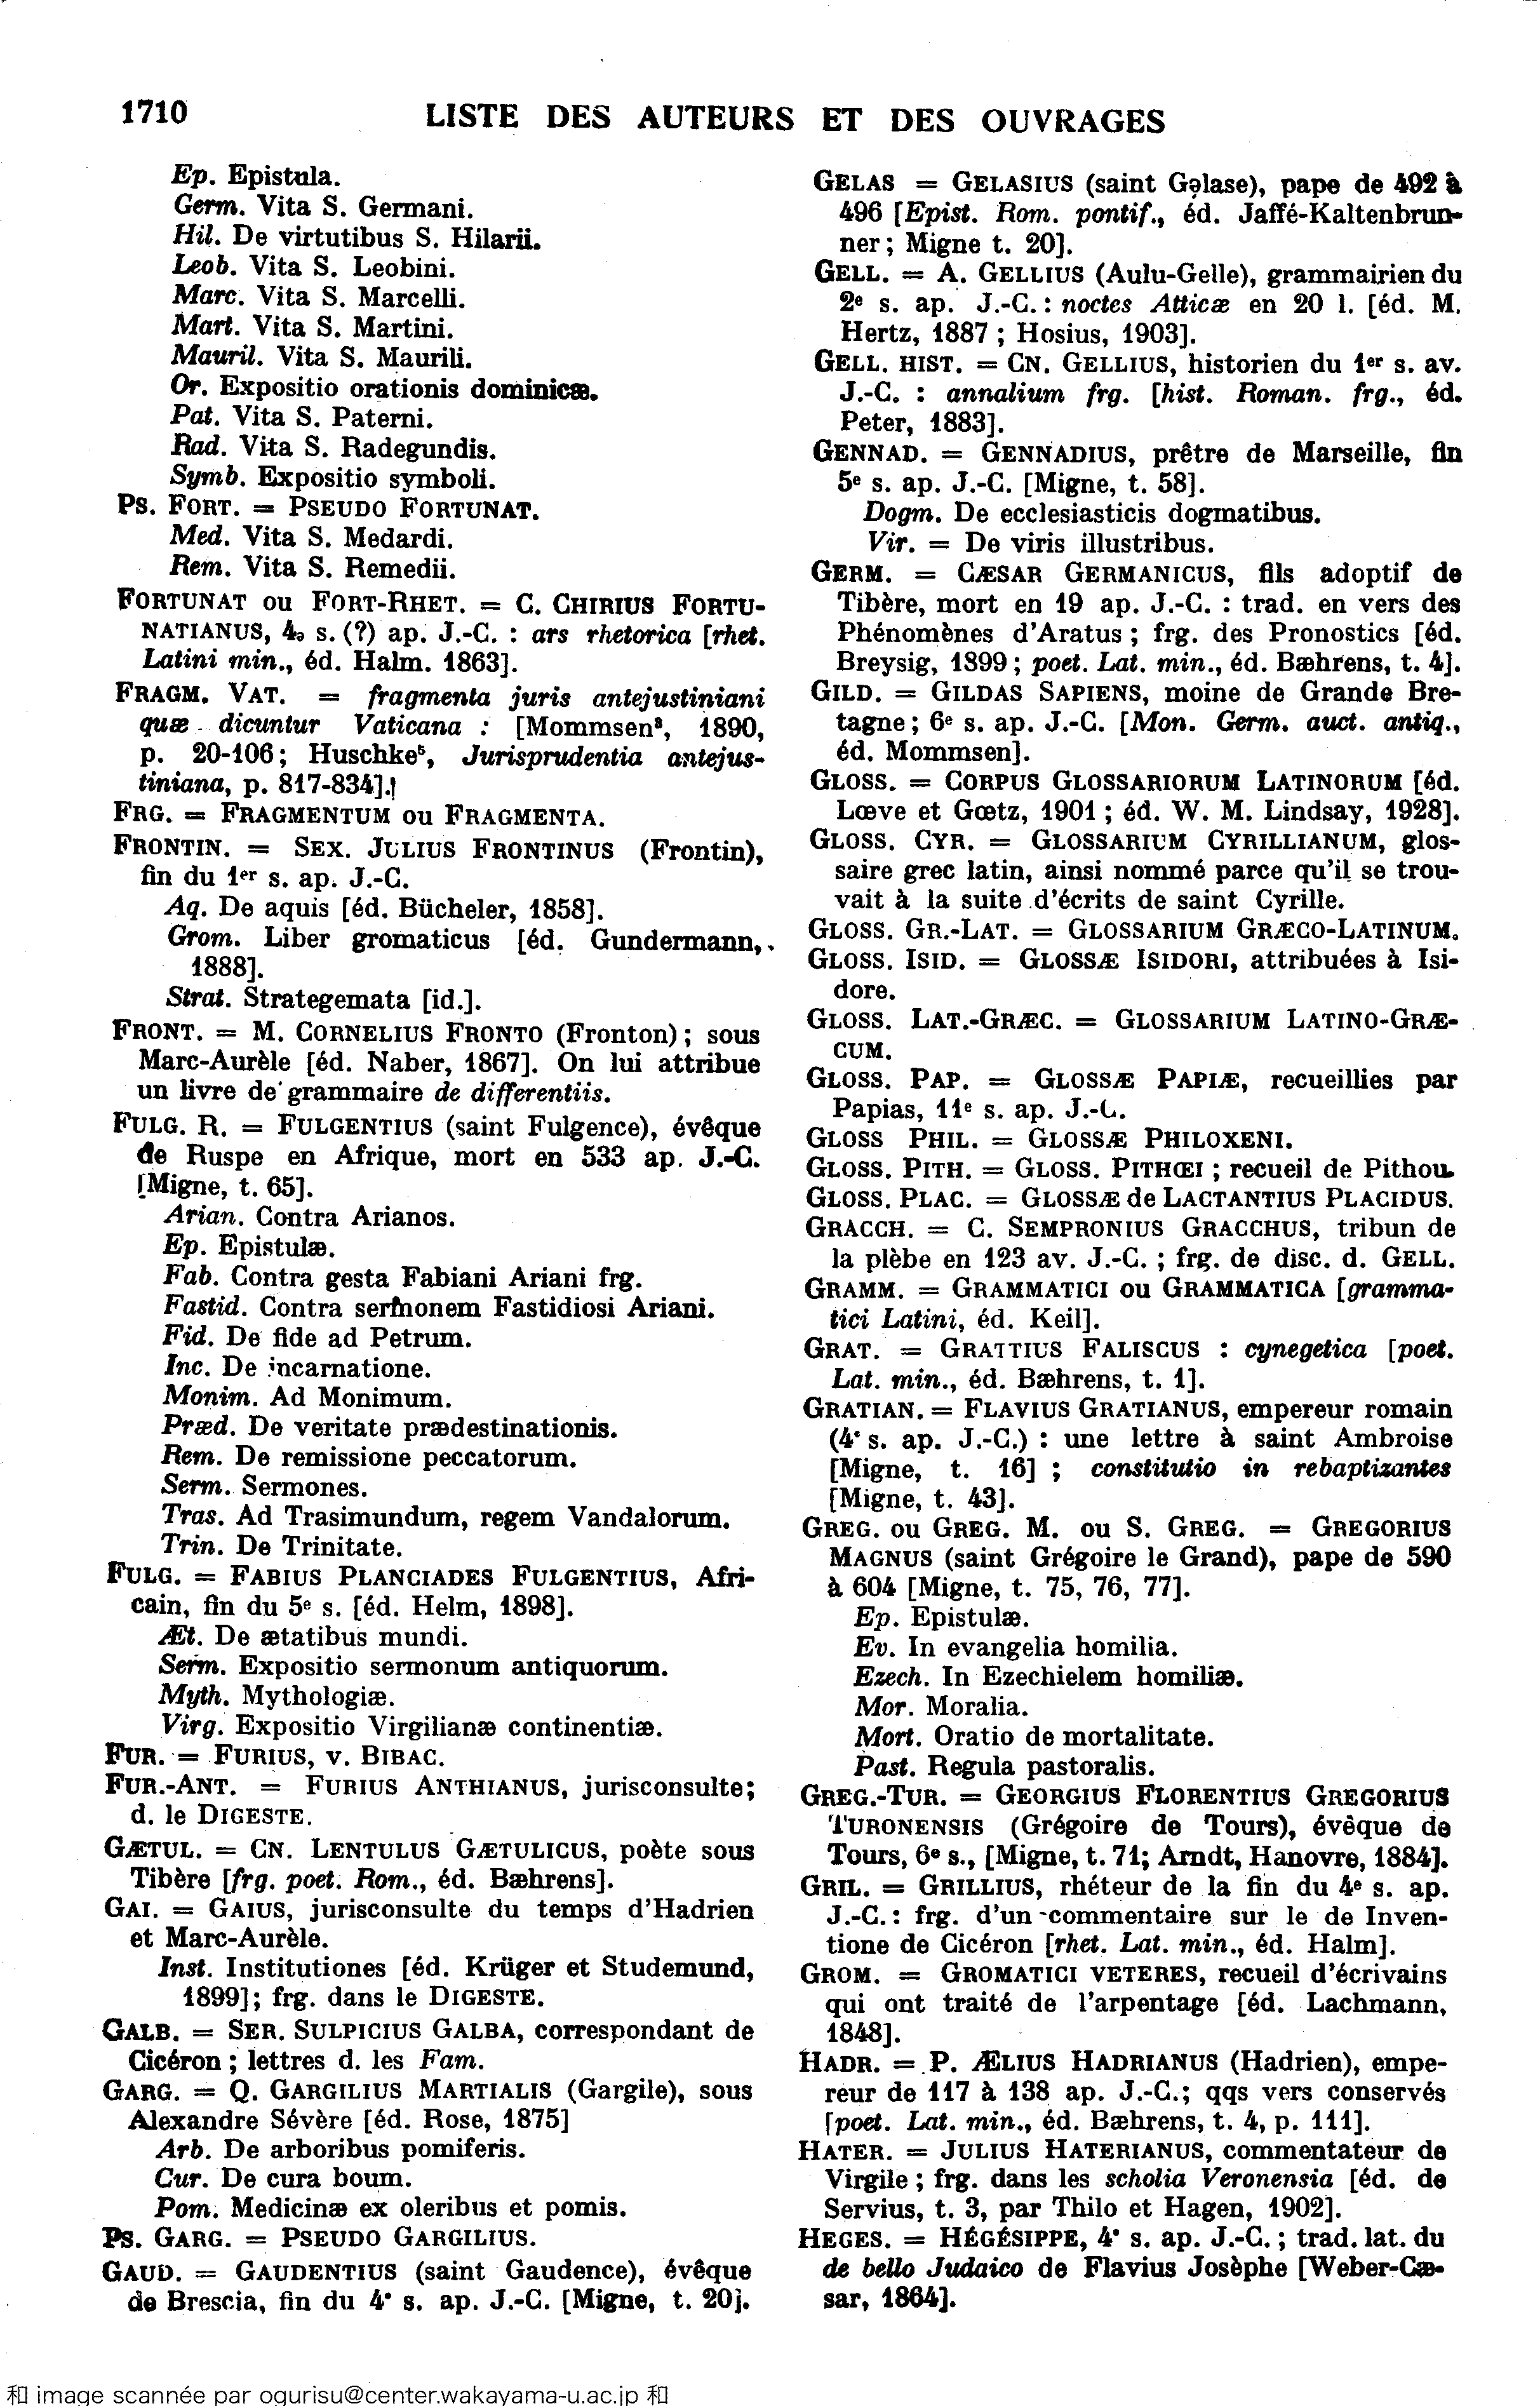 1710
LISTE DES AUTEURS ET DES OUVRAGES
Ep. Epistula.
Germ. Vita S. Germani.
Hil. De virtutibus S. Hilarii.
Leob. Vita S. Leobini.
Marc. Vita S. Marcelli.
Mart. Vita S. Martini.
Mauril. Vita S. Maurili.
Or. Expositio orationis dominicæ.
Pat. Vita S. Paterni.
Rad. Vita S. Radegundis.
Symb. Expositio symboli.
PS. FORT. = PSEUDO FORTUNAT.
Med. Vita S. Medardi.
Rem. Vita S. Remedii.
FORTUNAT OU FORT-RHET. = C. CHIRIUS FORTU-
NATIANUS, 4e s. (?) ap. J.-C. : ars rhetorica [rhet.
Latini min., éd. Halm. 1863].
FRAGM. VAT. = fragmenta juris antejustiniani
quæ dicuntur Vaticana : [Mommsen³, 1890,
p. 20-106; Huschke⁵, Jurisprudentia antejus-
tiniana, p. 817-834].
FRG. = FRAGMENTUM OU FRAGMENTA.
FRONTIN. = SEX. JULIUS FRONTINUS (Frontin),
fin du 1er s. ap. J.-C.
Aq. De aquis [éd. Bücheler, 1858].
Grom. Liber gromaticus [éd. Gundermann,
1888].
Strat. Strategemata [id.].
FRONT. = M. CORNELIUS FRONTO (Fronton); sous
Marc-Aurèle [éd. Naber, 1867]. On lui attribue
un livre de grammaire de differentiis.
FULG. R. = FULGENTIUS (saint Fulgence), évêque
de Ruspe en Afrique, mort en 533 ap. J.-C.
[Migne, t. 65].
Arian. Contra Arianos.
Ep. Epistulæ.
Fab. Contra gesta Fabiani Ariani frg.
Fastid. Contra sermonem Fastidiosi Ariani.
Fid. De fide ad Petrum.
Inc. De incarnatione.
Monim. Ad Monimum.
Præd. De veritate prædestinationis.
Rem. De remissione peccatorum.
Serm. Sermones.
Tras. Ad Trasimundum, regem Vandalorum.
Trin. De Trinitate.
FULG. = FABIUS PLANCIADES FULGENTIUS, Afri-
cain, fin du 5e s. [éd. Helm, 1898].
Æt. De ætatibus mundi.
Serm. Expositio sermonum antiquorum.
Myth. Mythologiæ.
Virg. Expositio Virgilianæ continentiæ.
FUR. = FURIUS, V. BIBAC.
FUR.-ANT. = FURIUS ANTHIANUS, jurisconsulte;
d. le DIGESTE.
GÆTUL. = CN. LENTULUS GÆTULICUS, poète sous
Tibère [frg. poet. Rom., éd. Bæhrens].
GAI. = GAIUS, jurisconsulte du temps d'Hadrien
et Marc-Aurèle.
Inst. Institutiones [éd. Krüger et Studemund,
1899]; frg. dans le DIGESTE.
GALB. = SER. SULPICIUS GALBA, correspondant de
Cicéron ; lettres d. les Fam.
GARG. = Q. GARGILIUS MARTIALIS (Gargile), sous
Alexandre Sévère [éd. Rose, 1875]
Arb. De arboribus pomiferis.
Cur. De cura boum.
Pom. Medicinæ ex oleribus et pomis.
PS. GARG. = PSEUDO GARGILIUS.
GAUD. = GAUDENTIUS (saint Gaudence), évêque
de Brescia, fin du 4e s. ap. J.-C. [Migne, t. 20].
GELAS = GELASIUS (saint Gelase), pape de 492 à
496 [Epist. Rom. pontif., éd. Jaffé-Kaltenbrun-
ner ; Migne t. 20].
GELL. = A. GELLIUS (Aulu-Gelle), grammairien du
2e s. ap. J.-C. : noctes Atticæ en 20 l. [éd. M.
Hertz, 1887 ; Hosius, 1903].
GELL. HIST. = CN. GELLIUS, historien du 1er s. av.
J.-C. : annalium frg. [hist. Roman. frg., éd.
Peter, 1883].
GENNAD. = GENNADIUS, prêtre de Marseille, fin
5e s. ap. J.-C. [Migne, t. 58].
Dogm. De ecclesiasticis dogmatibus.
Vir. = De viris illustribus.
GERM. = CÆSAR GERMANICUS, fils adoptif de
Tibère, mort en 19 ap. J.-C. : trad. en vers des
Phénomènes d'Aratus ; frg. des Pronostics [éd.
Breysig, 1899 ; poet. Lat. min., éd. Bæhrens, t. 4].
GILD. = GILDAS SAPIENS, moine de Grande Bre-
tagne ; 6e s. ap. J.-C. [Mon. Germ. auct. antiq.,
éd. Mommsen].
GLOSS. = CORPUS GLOSSARIORUM LATINORUM [éd.
Lœve et Gœtz, 1901 ; éd. W. M. Lindsay, 1928].
GLOSS. CYR. = GLOSSARIUM CYRILLIANUM, glos-
saire grec latin, ainsi nommé parce qu'il se trou-
vait à la suite d'écrits de saint Cyrille.
GLOSS. GR.-LAT. = GLOSSARIUM GRÆCO-LATINUM.
GLOSS. ISID. = GLOSSÆ ISIDORI, attribuées à Isi-
dore.
GLOSS. LAT.-GRÆC. = GLOSSARIUM LATINO-GRÆ-
CUM.
GLOSS. PAP. = GLOSSÆ PAPIÆ, recueillies par
Papias, 11e s. ap. J.-C.
GLOSS PHIL. = GLOSSÆ PHILOXENI.
GLOSS. PITH. = GLOSS. PITHŒI ; recueil de Pithou.
GLOSS. PLAC. = GLOSSÆ de LACTANTIUS PLACIDUS.
GRACCH. = C. SEMPRONIUS GRACCHUS, tribun de
la plèbe en 123 av. J.-C. ; frg. de disc. d. GELL.
GRAMM. = GRAMMATICI OU GRAMMATICA [gramma-
tici Latini, éd. Keil].
GRAT. = GRATTIUS FALISCUS : cynegetica [poet.
Lat. min., éd. Bæhrens, t. 1].
GRATIAN. = FLAVIUS GRATIANUS, empereur romain
(4e s. ap. J.-C.) : une lettre à saint Ambroise
[Migne, t. 16] ; constitutio in rebaptizantes
[Migne, t. 43].
GREG. OU GREG. M. OU S. GREG. = GREGORIUS
MAGNUS (saint Grégoire le Grand), pape de 590
à 604 [Migne, t. 75, 76, 77].
Ep. Epistulæ.
Ev. In evangelia homilia.
Ezech. In Ezechielem homiliæ.
Mor. Moralia.
Mort. Oratio de mortalitate.
Past. Regula pastoralis.
GREG.-TUR. = GEORGIUS FLORENTIUS GREGORIUS
TURONENSIS (Grégoire de Tours), évêque de
Tours, 6e s., [Migne, t. 71; Arndt, Hanovre, 1884].
GRIL. = GRILLIUS, rhéteur de la fin du 4e s. ap.
J.-C. : frg. d'un commentaire sur le de Inven-
tione de Cicéron [rhet. Lat. min., éd. Halm].
GROM. = GROMATICI VETERES, recueil d'écrivains
qui ont traité de l'arpentage [éd. Lachmann,
1848].
HADR. = P. ÆLIUS HADRIANUS (Hadrien), empe-
reur de 117 à 138 ap. J.-C.; qqs vers conservés
[poet. Lat. min., éd. Bæhrens, t. 4, p. 111].
HATER. = JULIUS HATERIANUS, commentateur de
Virgile ; frg. dans les scholia Veronensia [éd. de
Servius, t. 3, par Thilo et Hagen, 1902].
HEGES. = HÉGÉSIPPE, 4e s. ap. J.-C. ; trad. lat. du
de bello Judaico de Flavius Josèphe [Weber-Cæ-
sar, 1864].
和 image scannée par ogurisu@center.wakayama-u.ac.jp 和